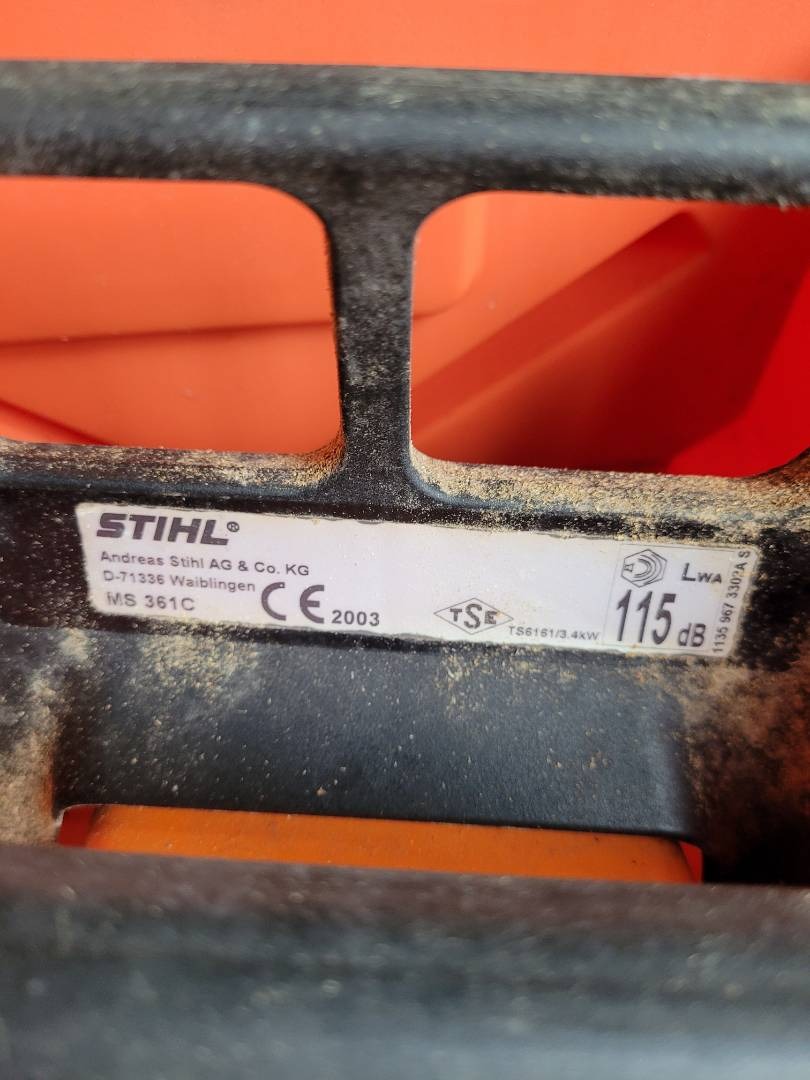 STIHL®
Andreas Stihl AG & Co. KG
D-71336 Waiblingen
MS 361C
CE 2003
TSE
TS6161/3.4kW
LWA
115 dB
1135 967